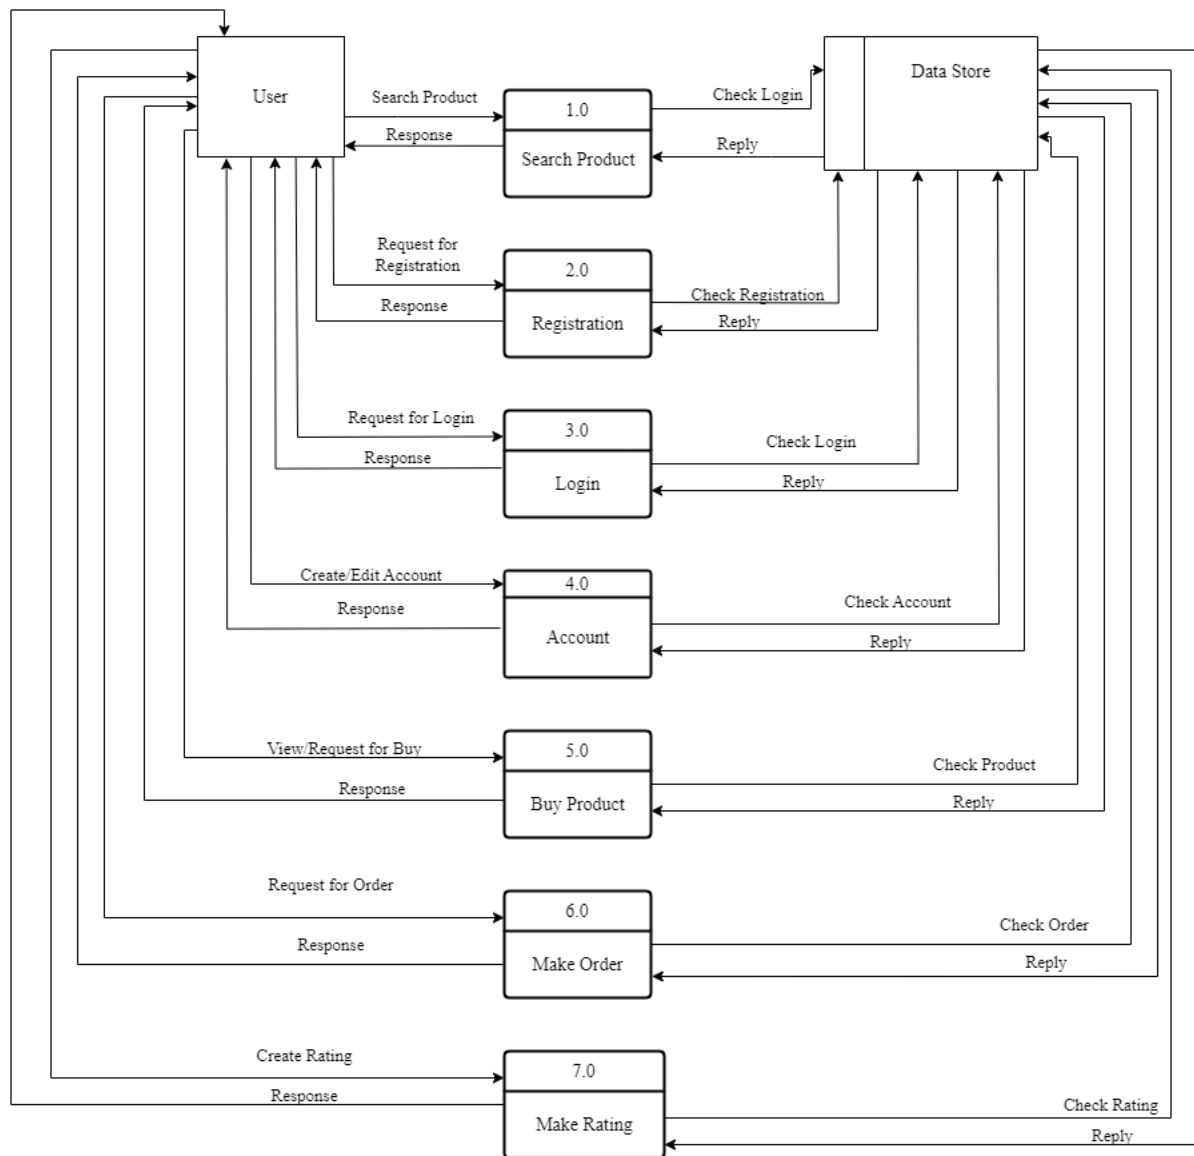 User
Data Store
Search Product
Response
1.0
Search Product
Check Login
Reply
Request for
Registration
Response
2.0
Registration
Check Registration
Reply
Request for Login
Response
3.0
Login
Check Login
Reply
Create/Edit Account
Response
4.0
Account
Check Account
Reply
View/Request for Buy
Response
5.0
Buy Product
Check Product
Reply
Request for Order
Response
6.0
Make Order
Check Order
Reply
Create Rating
Response
7.0
Make Rating
Check Rating
Reply